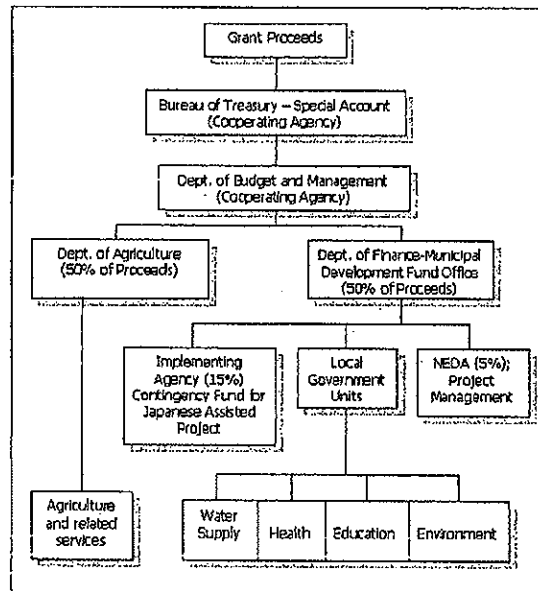 Grant Proceeds
Bureau of Treasury – Special Account
(Cooperating Agency)
Dept. of Budget and Management
(Cooperating Agency)
Dept. of Agriculture
(50% of Proceeds)
Dept. of Finance-Municipal
Development Fund Office
(50% of Proceeds)
Implementing
Agency (15%)
Contingency Fund for
Japanese Assisted
Project
Local
Government
Units
NEDA (5%);
Project
Management
Agriculture
and related
services
Water
Supply
Health
Education
Environment